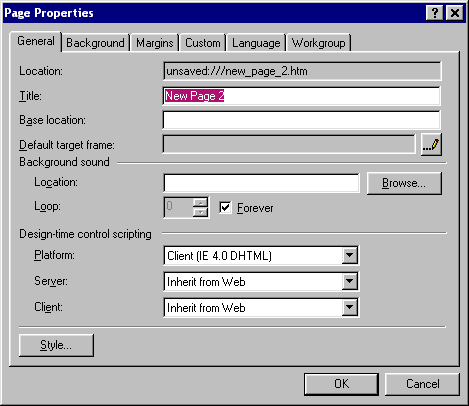 Page Properties
General Background Margins Custom Language Workgroup
Location: unsaved:///new_page_2.htm
Title: New Page 2
Base location:
Default target frame:
Background sound
Location: Browse...
Loop: 0 Forever
Design-time control scripting
Platform: Client (IE 4.0 DHTML)
Server: Inherit from Web
Client: Inherit from Web
Style...
OK Cancel